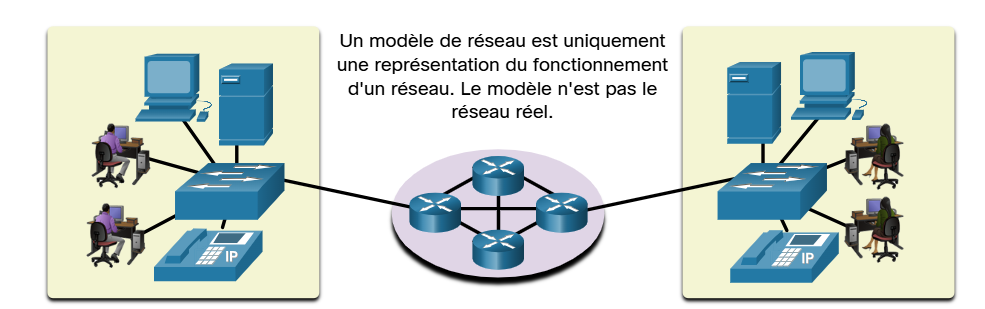 Un modèle de réseau est uniquement
une représentation du fonctionnement
d'un réseau. Le modèle n'est pas le
réseau réel.
IP
IP